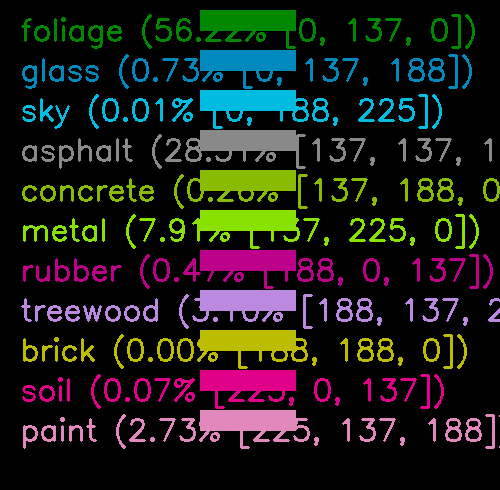 foliage (56.22% [0, 137, 0])
glass (0.73% [0, 137, 188])
sky (0.01% [0, 188, 225])
asphalt (28.51% [137, 137, 1
concrete (0.26% [137, 188, 0
metal (7.91% [137, 225, 0])
rubber (0.47% [188, 0, 137])
treewood (3.10% [188, 137, 2
brick (0.00% [188, 188, 0])
soil (0.07% [225, 0, 137])
paint (2.73% [225, 137, 188]